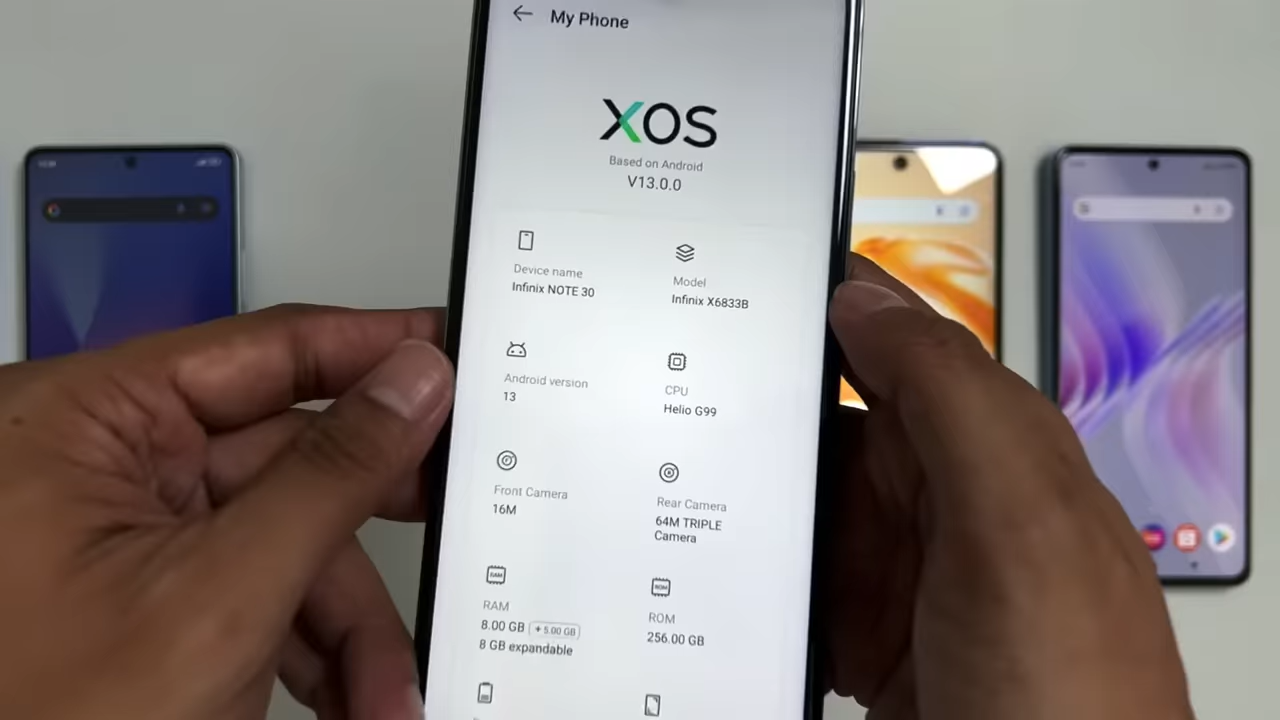 My Phone
XOS
Based on Android
V13.0.0
Device name
Infinix NOTE 30
Model
Infinix X6833B
Android version
13
CPU
Helio G99
Front Camera
16M
Rear Camera
64M TRIPLE
Camera
RAM
8.00 GB + 5.00 GB
8 GB expandable
ROM
256.00 GB